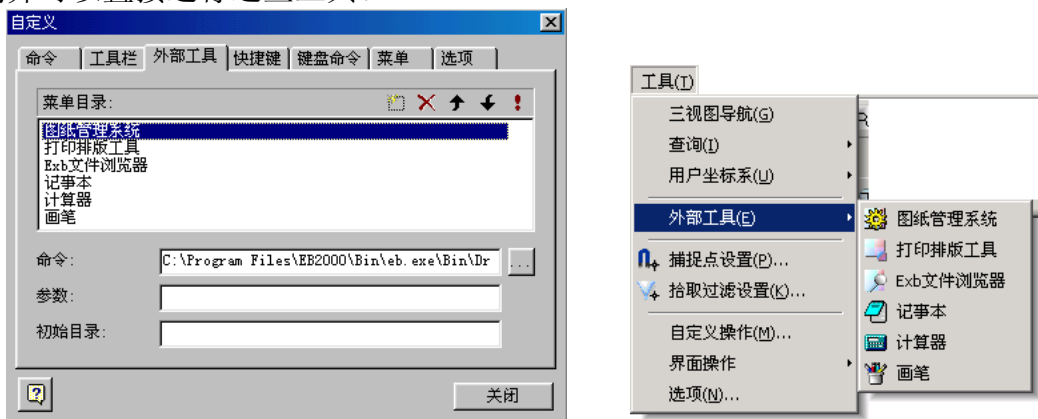 自定义
命令 工具栏 外部工具 快捷键 键盘命令 菜单 选项
菜单目录:
图纸管理系统
打印排版工具
Exb文件浏览器
记事本
计算器
画笔
命令: C:\Program Files\EB2000\Bin\eb.exe\Bin\Dr ...
参数:
初始目录:
关闭
工具(T)
三视图导航(G)
查询(I)
用户坐标系(U)
外部工具(E)
捕捉点设置(P)...
拾取过滤设置(K)...
自定义操作(M)...
界面操作
选项(N)...
图纸管理系统
打印排版工具
Exb文件浏览器
记事本
计算器
画笔